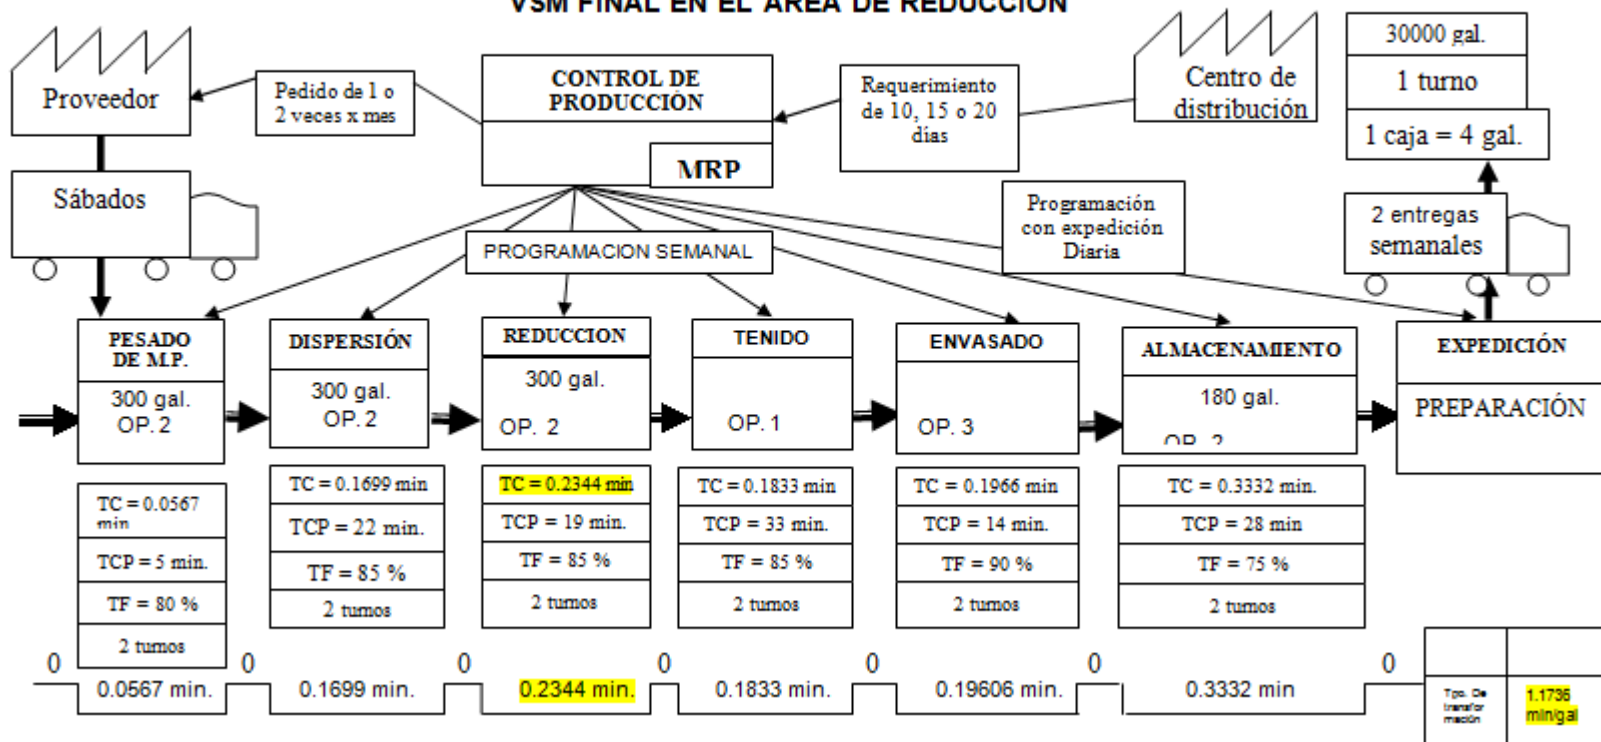 VSM FINAL EN EL AREA DE REDUCCION
Proveedor
Pedido de 1 o
2 veces x mes
CONTROL DE
PRODUCCIÓN
MRP
Requerimiento
de 10, 15 o 20
días
Centro de
distribución
30000 gal.
1 turno
1 caja = 4 gal.
Sábados
PROGRAMACION SEMANAL
Programación
con expedición
Diaria
2 entregas
semanales
PESADO
DE M.P.
300 gal.
OP. 2
DISPERSIÓN
300 gal.
OP. 2
REDUCCION
300 gal.
OP. 2
TENIDO
OP. 1
ENVASADO
OP. 3
ALMACENAMIENTO
180 gal.
OP. 2
EXPEDICIÓN
PREPARACIÓN
TC = 0.0567
min
TCP = 5 min.
TF = 80 %
2 turnos
TC = 0.1699 min
TCP = 22 min.
TF = 85 %
2 turnos
TC = 0.2344 min
TCP = 19 min.
TF = 85 %
2 turnos
TC = 0.1833 min
TCP = 33 min.
TF = 85 %
2 turnos
TC = 0.1966 min
TCP = 14 min.
TF = 90 %
2 turnos
TC = 0.3332 min.
TCP = 28 min
TF = 75 %
2 turnos
0
0.0567 min.
0
0.1699 min.
0
0.2344 min.
0
0.1833 min.
0
0.19606 min.
0
0.3332 min
0
Tpo. De
transfor
mación
1.1736
min/gal